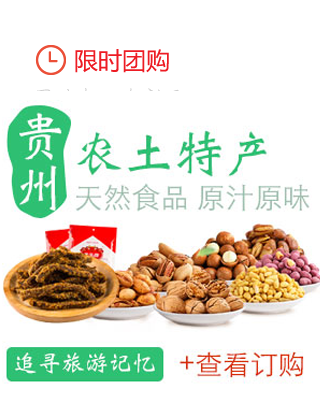 限时团购
贵州
农土特产
天然食品 原汁原味
追寻旅游记忆
+查看订购